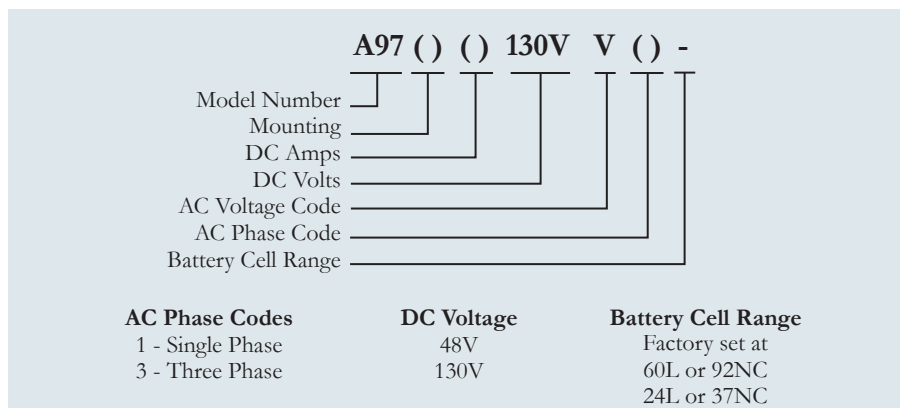 A97 ( ) ( ) 130V V ( ) -
Model Number
Mounting
DC Amps
DC Volts
AC Voltage Code
AC Phase Code
Battery Cell Range
AC Phase Codes DC Voltage Battery Cell Range
1 - Single Phase 48V Factory set at
3 - Three Phase 130V 60L or 92NC
24L or 37NC